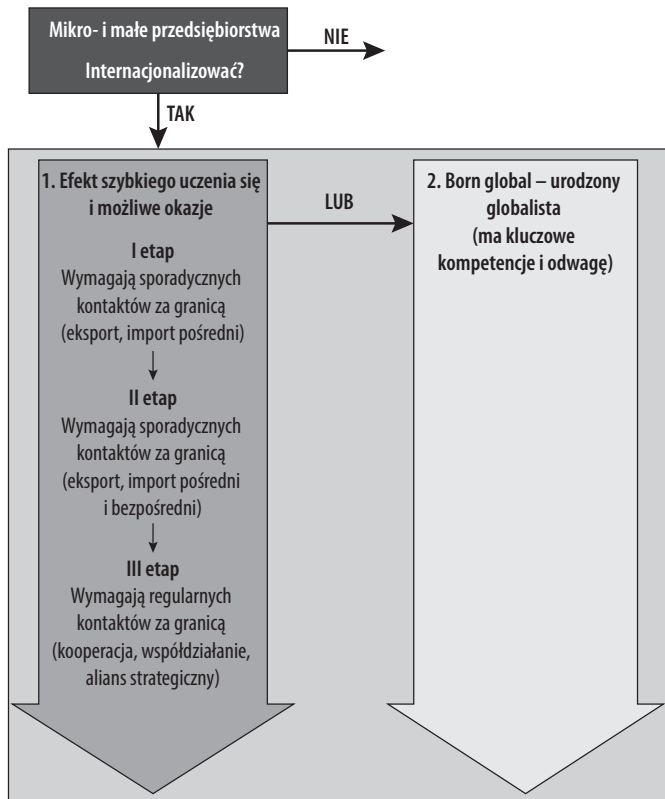 Mikro- i małe przedsiębiorstwa
Internacjonalizować?
NIE
TAK
1. Efekt szybkiego uczenia się
i możliwe okazje
I etap
Wymagają sporadycznych
kontaktów za granicą
(eksport, import pośredni)
II etap
Wymagają sporadycznych
kontaktów za granicą
(eksport, import pośredni
i bezpośredni)
III etap
Wymagają regularnych
kontaktów za granicą
(kooperacja, współdziałanie,
alians strategiczny)
LUB
2. Born global – urodzony
globalista
(ma kluczowe
kompetencje i odwagę)